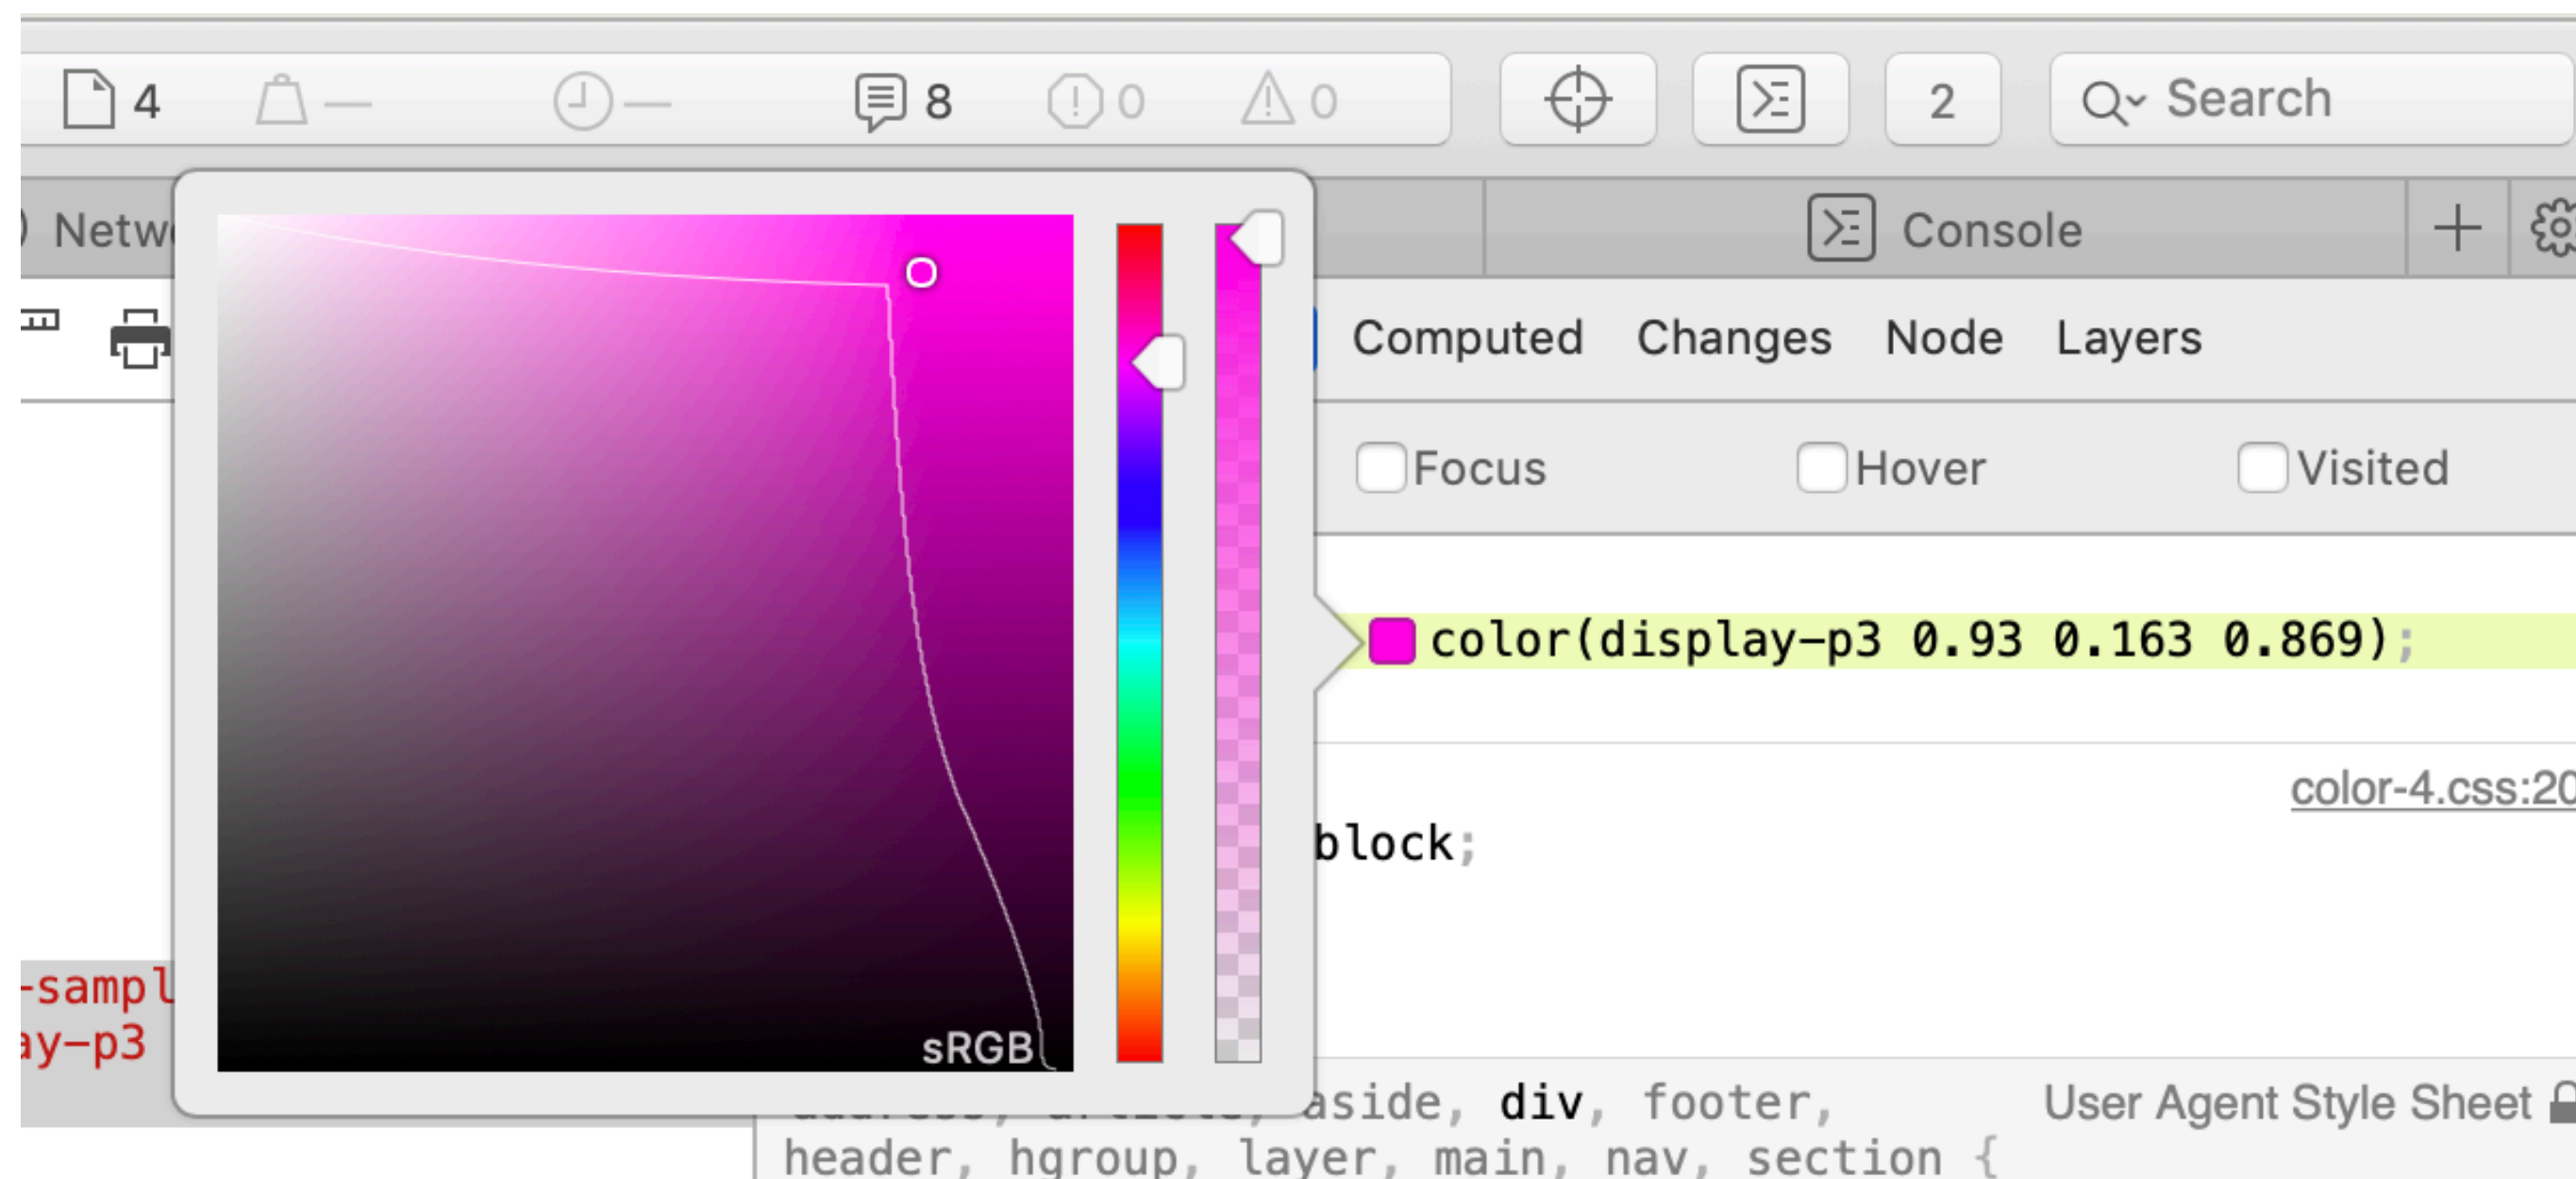 4 — — 8 0 0 2 Search
Netw Console
Computed Changes Node Layers
Focus Hover Visited
color(display-p3 0.93 0.163 0.869);
color-4.css:20
block;
-sampl
ay-p3
sRGB
aside, div, footer, User Agent Style Sheet
header, hgroup, layer, main, nav, section {